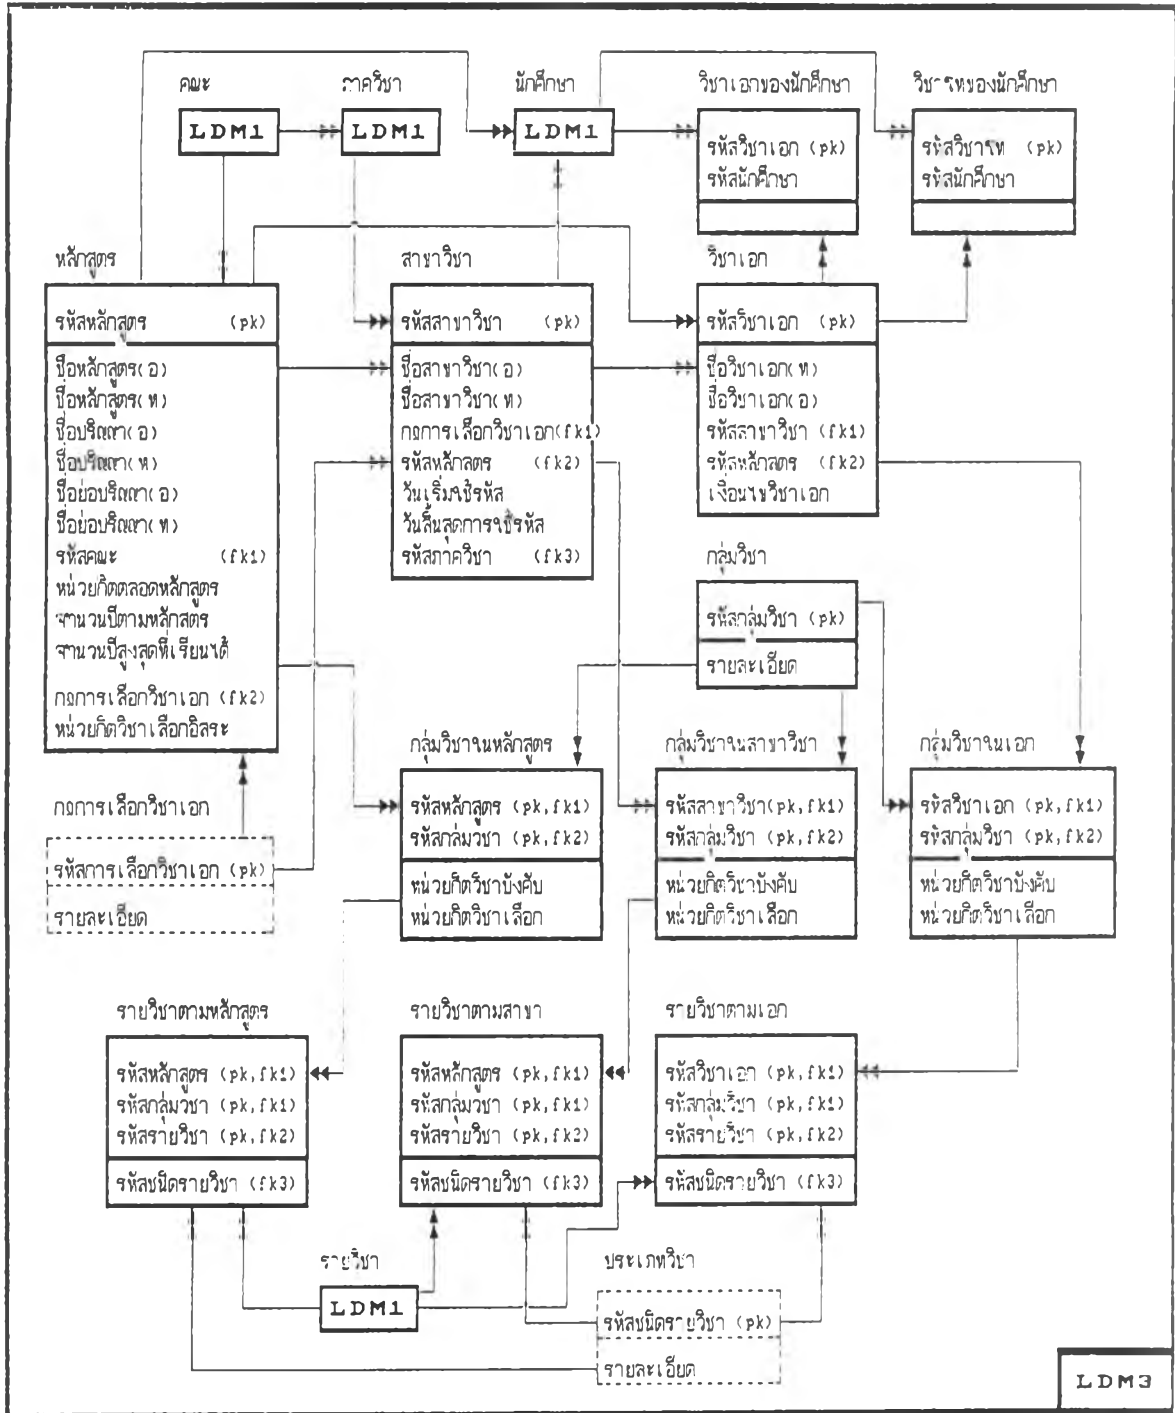 คณะ
ภาควิชา
นักศึกษา
วิชาเอกของนักศึกษา
วิชาโทของนักศึกษา
LDM1
LDM1
LDM1
รหัสวิชาเอก (pk)
รหัสนักศึกษา
รหัสวิชาโท (pk)
รหัสนักศึกษา
หลักสูตร
รหัสหลักสูตร (pk)
ชื่อหลักสูตร(อ)
ชื่อหลักสูตร(ท)
ชื่อปริญญา(อ)
ชื่อปริญญา(ท)
ชื่อย่อปริญญา(อ)
ชื่อย่อปริญญา(ท)
รหัสคณะ (fk1)
หน่วยกิตตลอดหลักสูตร
จำนวนปีตามหลักสูตร
จำนวนปีสูงสุดที่เรียนได้
กฎการเลือกวิชาเอก (fk2)
หน่วยกิตวิชาเลือกอิสระ
สาขาวิชา
รหัสสาขาวิชา (pk)
ชื่อสาขาวิชา(อ)
ชื่อสาขาวิชา(ท)
กฎการเลือกวิชาเอก(fk1)
รหัสหลักสูตร (fk2)
วันเริ่มใช้รหัส
วันสิ้นสุดการใช้รหัส
รหัสภาควิชา (fk3)
วิชาเอก
รหัสวิชาเอก (pk)
ชื่อวิชาเอก(ท)
ชื่อวิชาเอก(อ)
รหัสสาขาวิชา (fk1)
รหัสหลักสูตร (fk2)
เงื่อนไขวิชาเอก
กลุ่มวิชา
รหัสกลุ่มวิชา (pk)
รายละเอียด
กฎการเลือกวิชาเอก
รหัสการเลือกวิชาเอก (pk)
รายละเอียด
กลุ่มวิชาในหลักสูตร
รหัสหลักสูตร (pk,fk1)
รหัสกลุ่มวิชา (pk,fk2)
หน่วยกิตวิชาบังคับ
หน่วยกิตวิชาเลือก
กลุ่มวิชาในสาขาวิชา
รหัสสาขาวิชา(pk,fk1)
รหัสกลุ่มวิชา (pk,fk2)
หน่วยกิตวิชาบังคับ
หน่วยกิตวิชาเลือก
กลุ่มวิชาในเอก
รหัสวิชาเอก (pk,fk1)
รหัสกลุ่มวิชา (pk,fk2)
หน่วยกิตวิชาบังคับ
หน่วยกิตวิชาเลือก
รายวิชาตามหลักสูตร
รหัสหลักสูตร (pk,fk1)
รหัสกลุ่มวิชา (pk,fk1)
รหัสรายวิชา (pk,fk2)
รหัสชนิดรายวิชา (fk3)
รายวิชาตามสาขา
รหัสหลักสูตร (pk,fk1)
รหัสกลุ่มวิชา (pk,fk1)
รหัสรายวิชา (pk,fk2)
รหัสชนิดรายวิชา (fk3)
รายวิชาตามเอก
รหัสวิชาเอก (pk,fk1)
รหัสกลุ่มวิชา (pk,fk1)
รหัสรายวิชา (pk,fk2)
รหัสชนิดรายวิชา (fk3)
รายวิชา
LDM1
ประเภทวิชา
รหัสชนิดรายวิชา (pk)
รายละเอียด
LDM3